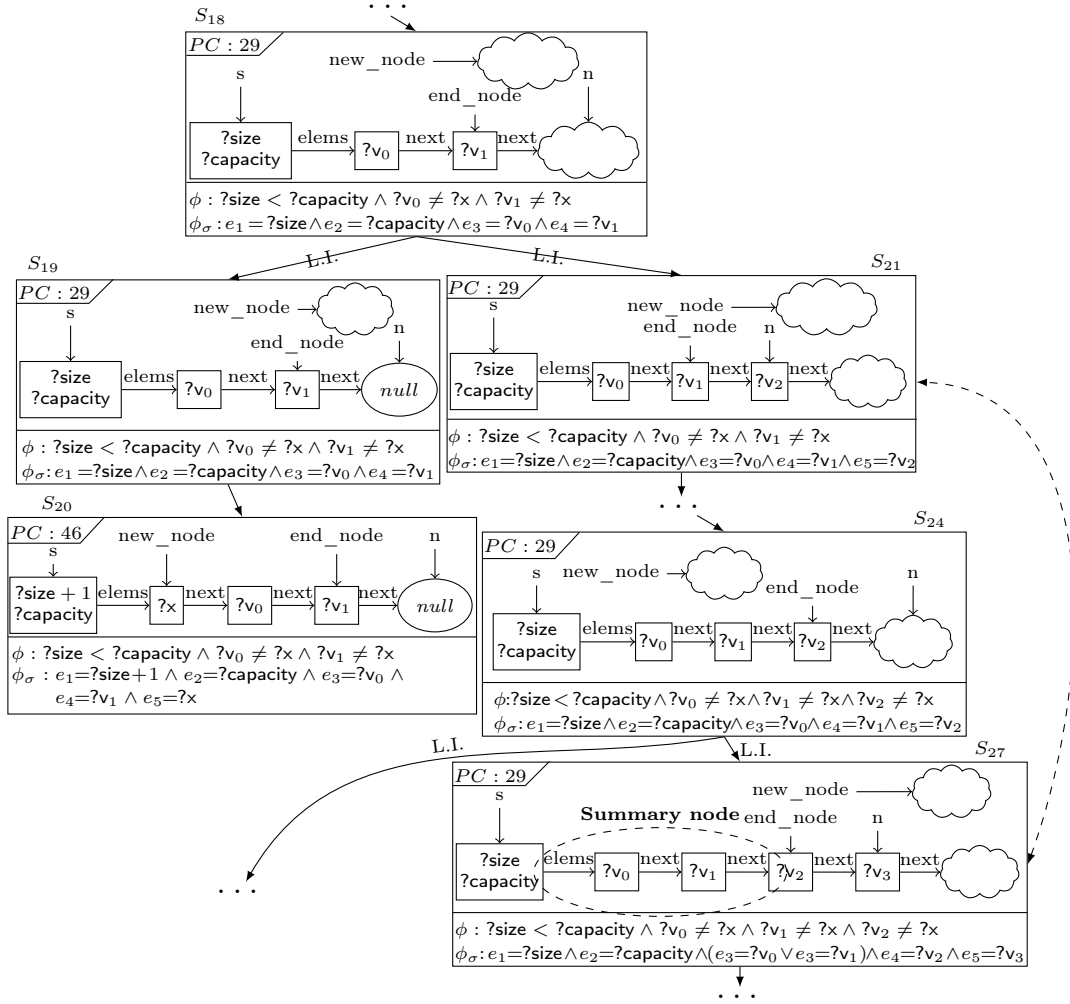 . . .
S₁₈
PC : 29
new_node
s
n
end_node
?size
?capacity
elems
?v₀
next
?v₁
next
ϕ : ?size < ?capacity ∧ ?v₀ ≠ ?x ∧ ?v₁ ≠ ?x
ϕσ : e₁ = ?size ∧ e₂ = ?capacity ∧ e₃ = ?v₀ ∧ e₄ = ?v₁
L.I.
L.I.
S₁₉
PC : 29
s
new_node
n
end_node
?size
?capacity
elems
?v₀
next
?v₁
next
null
ϕ : ?size < ?capacity ∧ ?v₀ ≠ ?x ∧ ?v₁ ≠ ?x
ϕσ : e₁ = ?size ∧ e₂ = ?capacity ∧ e₃ = ?v₀ ∧ e₄ = ?v₁
S₂₁
PC : 29
new_node
s
end_node
n
?size
?capacity
elems
?v₀
next
?v₁
next
?v₂
next
ϕ : ?size < ?capacity ∧ ?v₀ ≠ ?x ∧ ?v₁ ≠ ?x
ϕσ : e₁=?size ∧ e₂=?capacity ∧ e₃=?v₀ ∧ e₄=?v₁ ∧ e₅=?v₂
. . .
S₂₀
PC : 46
s
new_node
end_node
n
?size + 1
?capacity
elems
?x
next
?v₀
next
?v₁
next
null
ϕ : ?size < ?capacity ∧ ?v₀ ≠ ?x ∧ ?v₁ ≠ ?x
ϕσ : e₁=?size+1 ∧ e₂=?capacity ∧ e₃=?v₀ ∧
e₄=?v₁ ∧ e₅=?x
S₂₄
PC : 29
s
new_node
end_node
n
?size
?capacity
elems
?v₀
next
?v₁
next
?v₂
next
ϕ:?size < ?capacity ∧ ?v₀ ≠ ?x ∧ ?v₁ ≠ ?x ∧ ?v₂ ≠ ?x
ϕσ : e₁=?size ∧ e₂=?capacity ∧ e₃=?v₀ ∧ e₄=?v₁ ∧ e₅=?v₂
L.I.
L.I.
. . .
S₂₇
PC : 29
s
new_node
Summary node
end_node
n
?size
?capacity
elems
?v₀
next
?v₁
next
?v₂
next
?v₃
next
ϕ : ?size < ?capacity ∧ ?v₀ ≠ ?x ∧ ?v₁ ≠ ?x ∧ ?v₂ ≠ ?x
ϕσ : e₁=?size ∧ e₂=?capacity ∧ (e₃=?v₀ ∨ e₃=?v₁) ∧ e₄=?v₂ ∧ e₅=?v₃
. . .